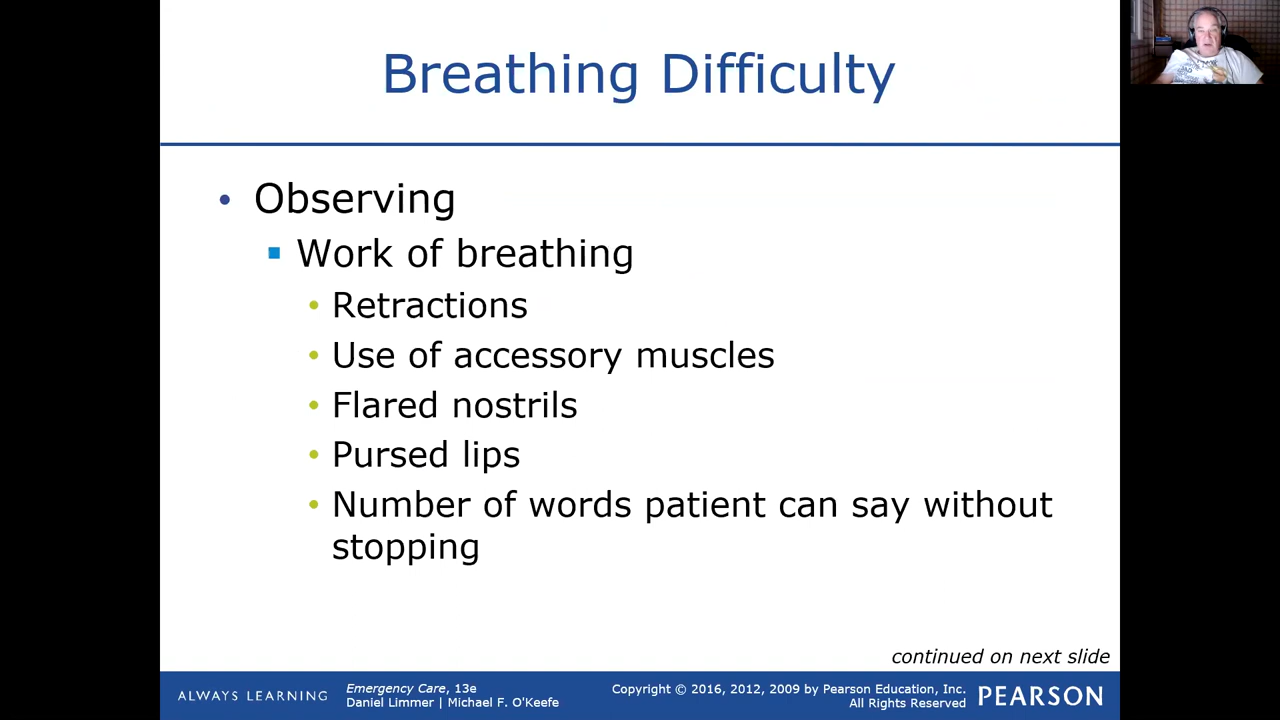 Breathing Difficulty
• Observing
▪ Work of breathing
• Retractions
• Use of accessory muscles
• Flared nostrils
• Pursed lips
• Number of words patient can say without
stopping
continued on next slide
ALWAYS LEARNING
Emergency Care, 13e
Daniel Limmer | Michael F. O'Keefe
Copyright © 2016, 2012, 2009 by Pearson Education, Inc.
All Rights Reserved
PEARSON